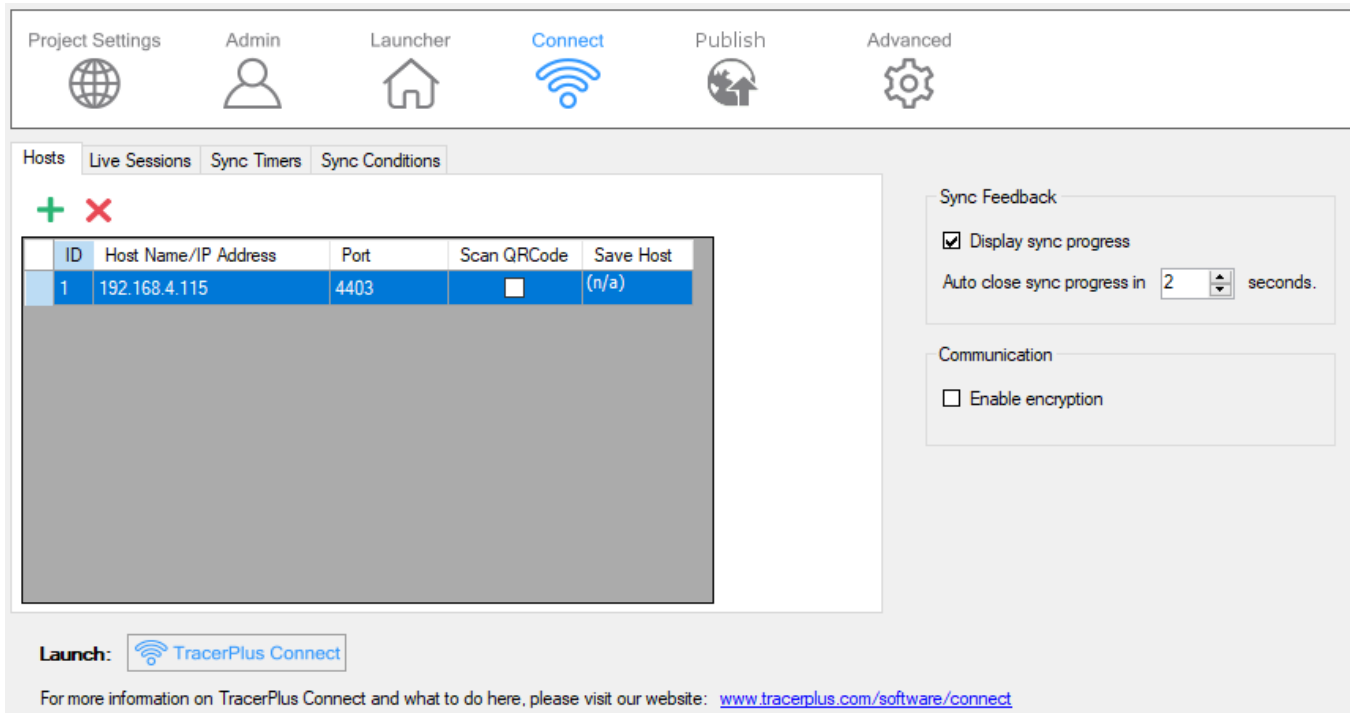 Project Settings Admin Launcher Connect Publish Advanced
Hosts Live Sessions Sync Timers Sync Conditions
ID Host Name/IP Address Port Scan QRCode Save Host
1 192.168.4.115 4403 (n/a)
Sync Feedback
Display sync progress
Auto close sync progress in 2 seconds.
Communication
Enable encryption
Launch: TracerPlus Connect
For more information on TracerPlus Connect and what to do here, please visit our website: www.tracerplus.com/software/connect